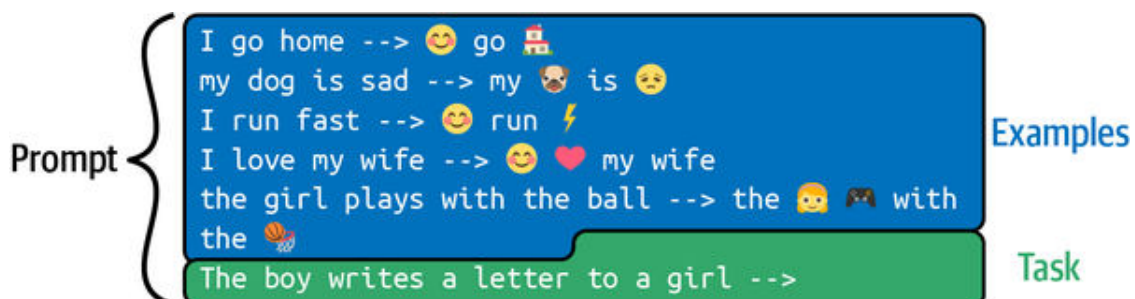 I go home --> 😊 go 🏠
my dog is sad --> my 🐶 is 😞
I run fast --> 😊 run ⚡
I love my wife --> 😊 ❤️ my wife
the girl plays with the ball --> the 👧 🎮 with
the 🏀
The boy writes a letter to a girl -->
Prompt
Examples
Task